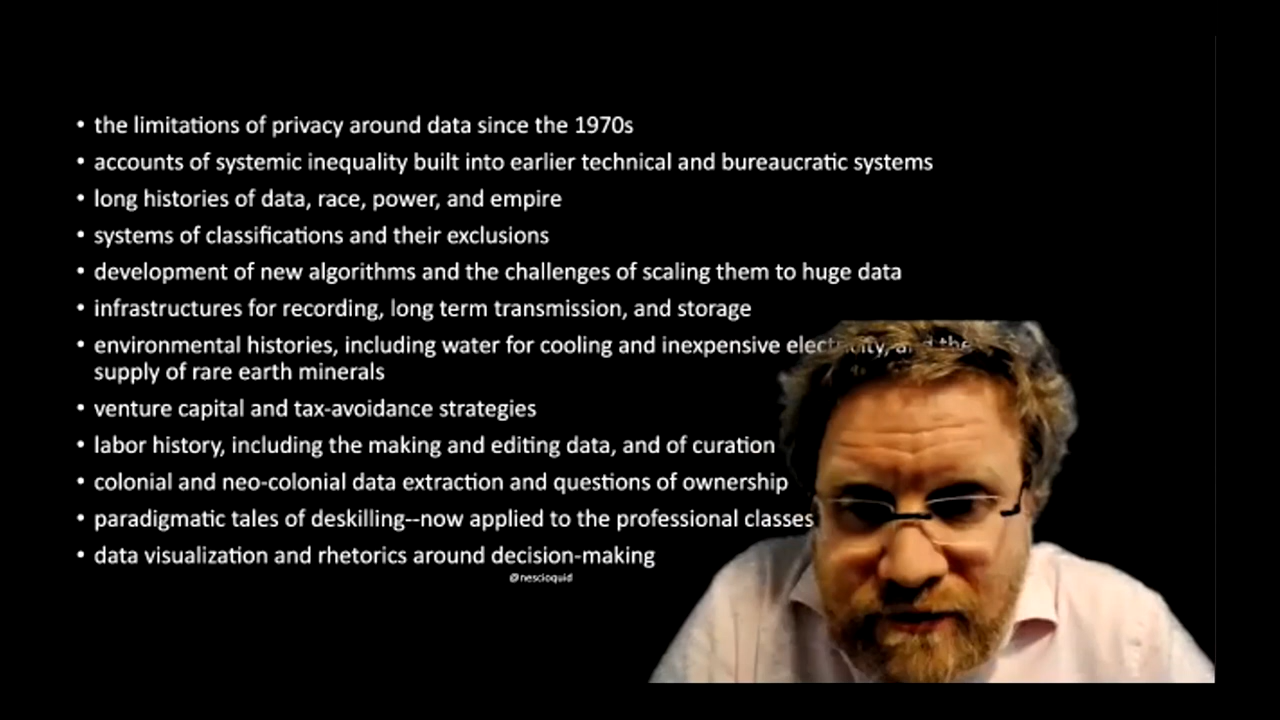 • the limitations of privacy around data since the 1970s
• accounts of systemic inequality built into earlier technical and bureaucratic systems
• long histories of data, race, power, and empire
• systems of classifications and their exclusions
• development of new algorithms and the challenges of scaling them to huge data
• infrastructures for recording, long term transmission, and storage
• environmental histories, including water for cooling and inexpensive electricity, and the
supply of rare earth minerals
• venture capital and tax-avoidance strategies
• labor history, including the making and editing data, and of curation
• colonial and neo-colonial data extraction and questions of ownership
• paradigmatic tales of deskilling--now applied to the professional classes
• data visualization and rhetorics around decision-making
@nescioquid